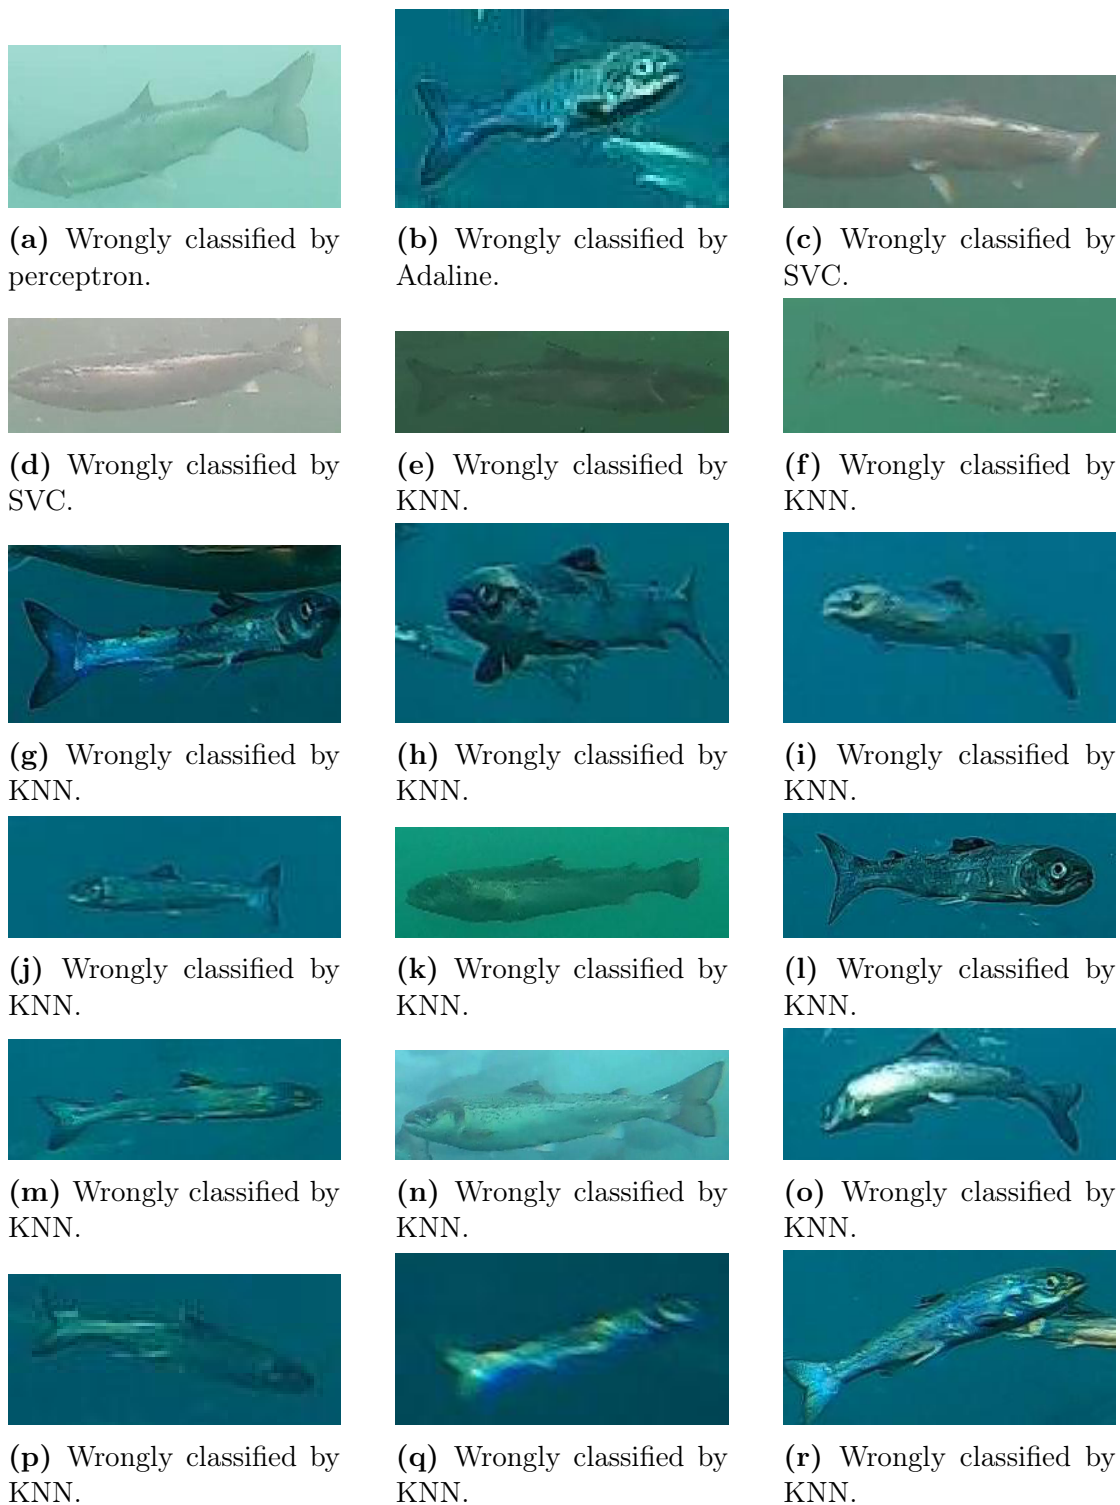 (a) Wrongly classified by
perceptron.
(b) Wrongly classified by
Adaline.
(c) Wrongly classified by
SVC.
(d) Wrongly classified by
SVC.
(e) Wrongly classified by
KNN.
(f) Wrongly classified by
KNN.
(g) Wrongly classified by
KNN.
(h) Wrongly classified by
KNN.
(i) Wrongly classified by
KNN.
(j) Wrongly classified by
KNN.
(k) Wrongly classified by
KNN.
(l) Wrongly classified by
KNN.
(m) Wrongly classified by
KNN.
(n) Wrongly classified by
KNN.
(o) Wrongly classified by
KNN.
(p) Wrongly classified by
KNN.
(q) Wrongly classified by
KNN.
(r) Wrongly classified by
KNN.